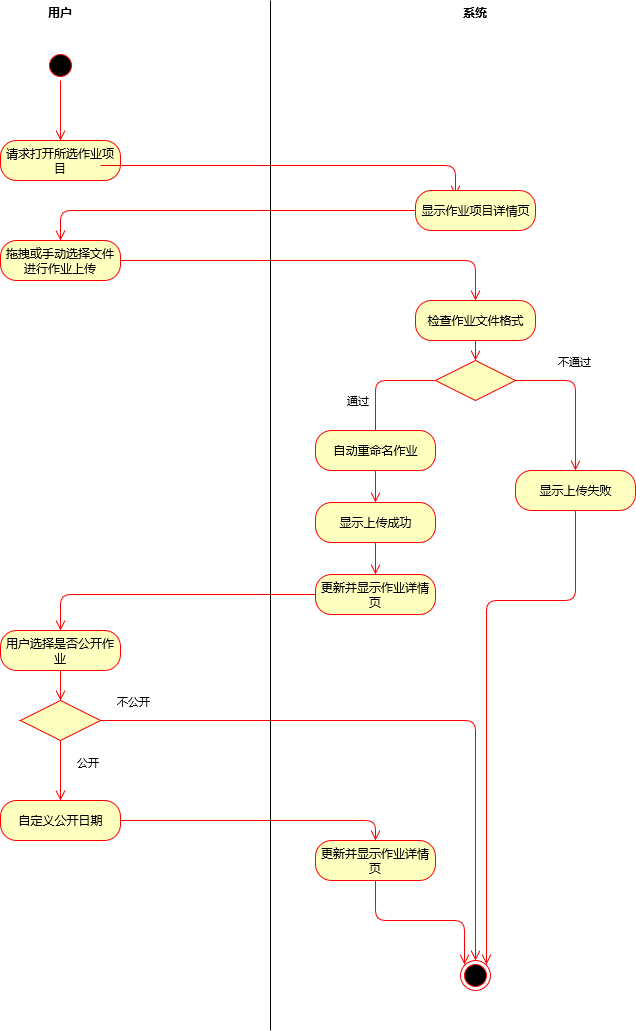 用户
系统
请求打开所选作业项
目
显示作业项目详情页
拖拽或手动选择文件
进行作业上传
检查作业文件格式
不通过
通过
自动重命名作业
显示上传失败
显示上传成功
更新并显示作业详情
页
用户选择是否公开作
业
不公开
公开
自定义公开日期
更新并显示作业详情
页